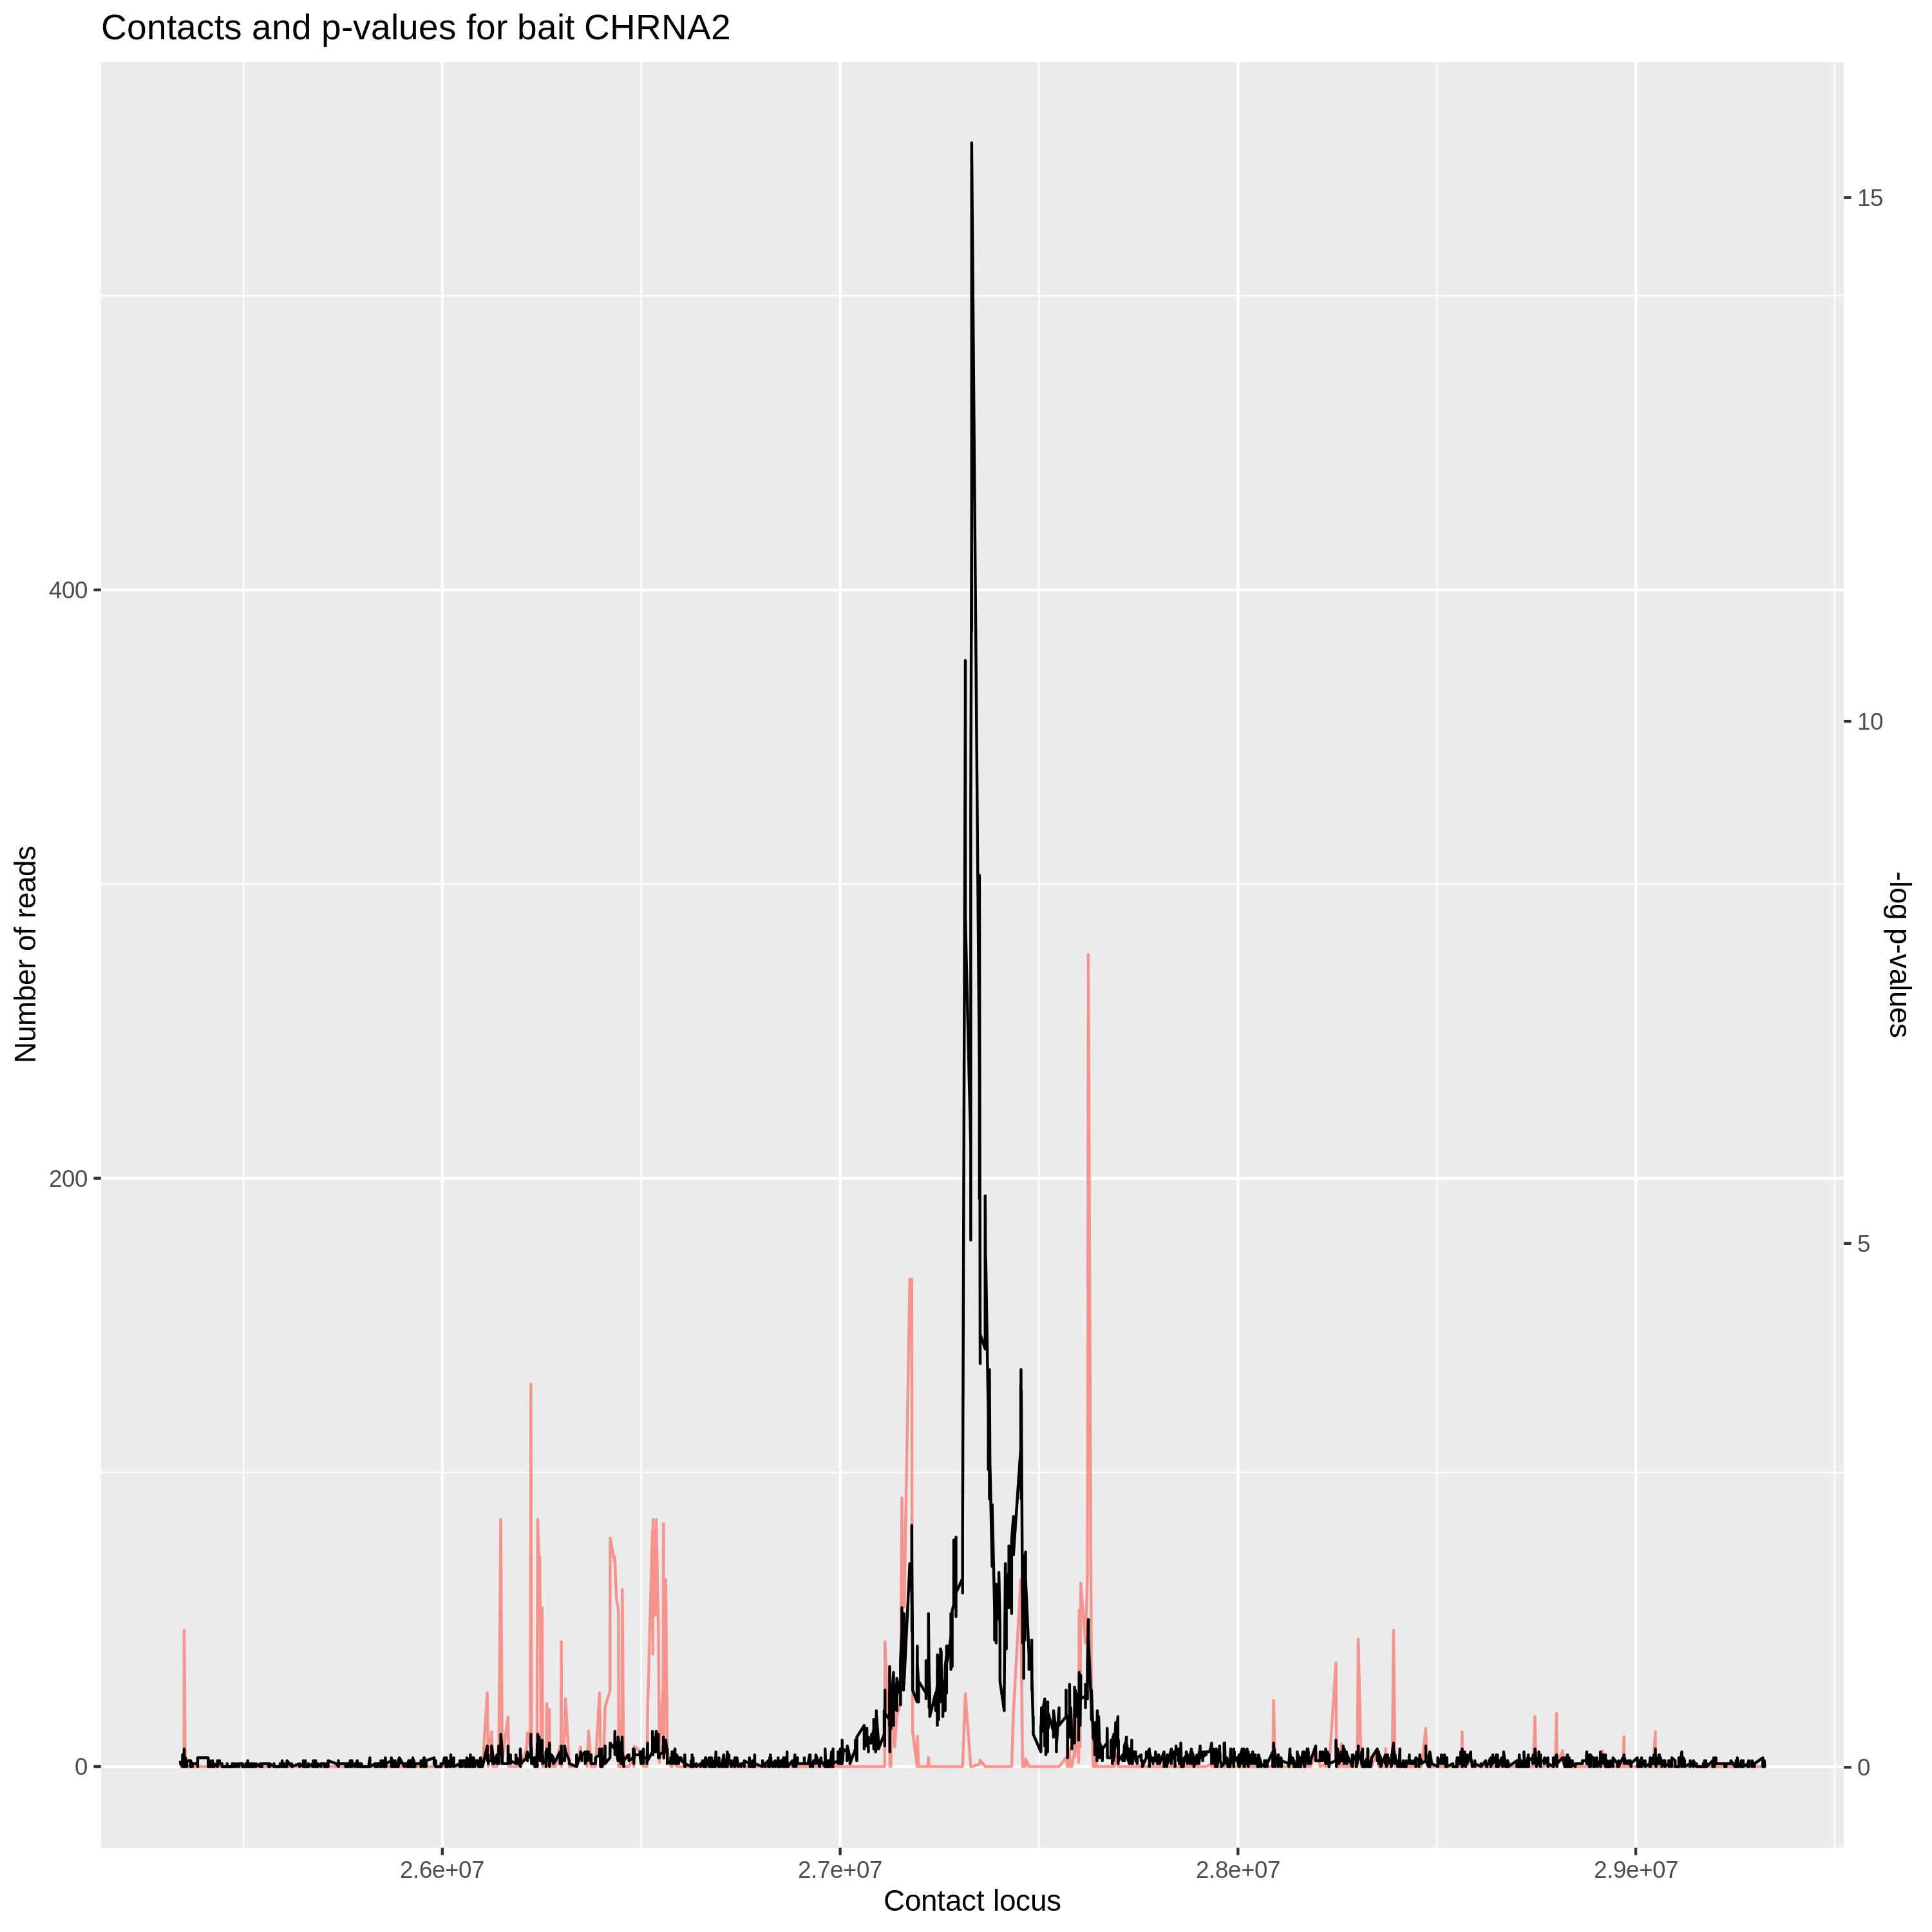 Contacts and p-values for bait CHRNA2
Number of reads
400
200
0
15
10
5
0
-log p-values
2.6e+07
2.7e+07
2.8e+07
2.9e+07
Contact locus